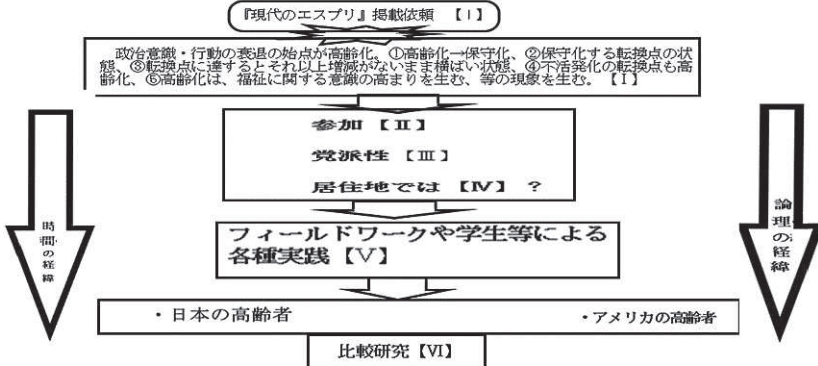 『現代のエスプリ』掲載依頼 【Ⅰ】
政治意識・行動の衰退の始点が高齢化。①高齢化→保守化、②保守化する転換点の状
態、③転換点に達するとそれ以上増減がないまま横ばい状態、④不活発化の転換点も高
齢化、⑤高齢化は、福祉に関する意識の高まりを生む、等の現象を生む。【Ⅰ】
参加【Ⅱ】
党派性【Ⅲ】
居住地では【Ⅳ】?
時間の経緯
論理の経緯
フィールドワークや学生等による
各種実践【Ⅴ】
・日本の高齢者
・アメリカの高齢者
比較研究【Ⅵ】